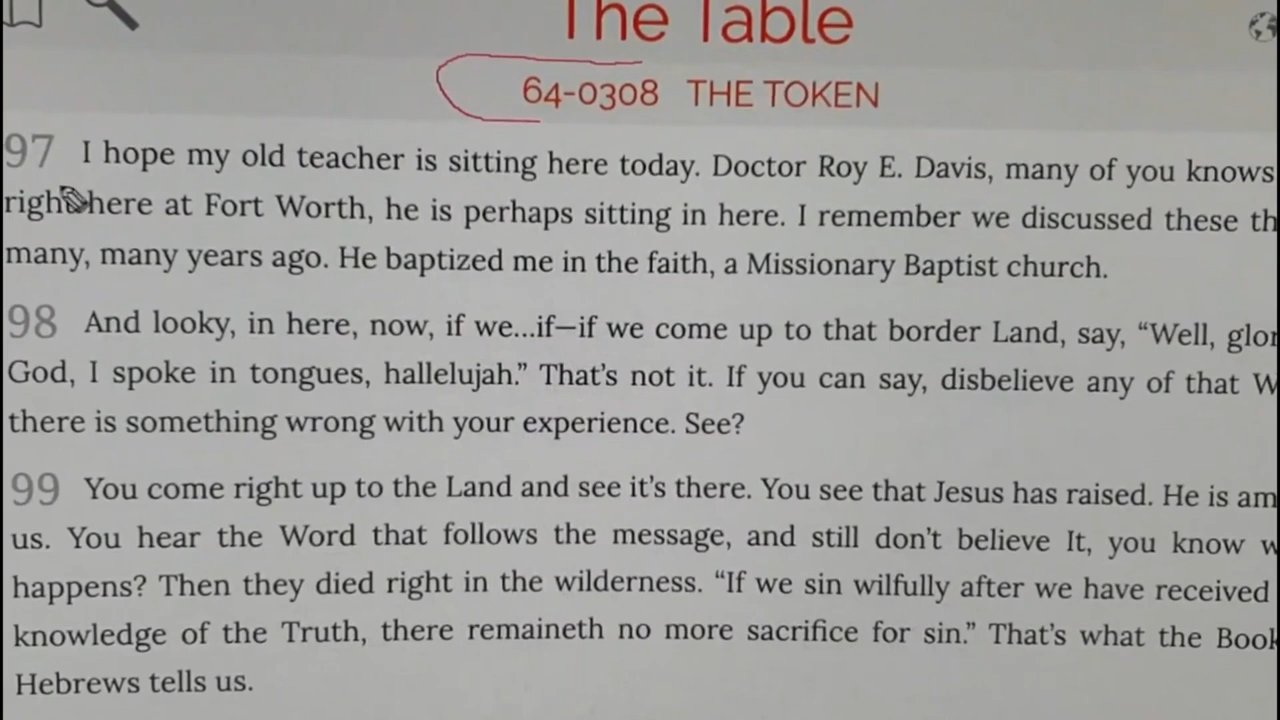 The Table
64-0308 THE TOKEN
97 I hope my old teacher is sitting here today. Doctor Roy E. Davis, many of you knows
right here at Fort Worth, he is perhaps sitting in here. I remember we discussed these
many, many years ago. He baptized me in the faith, a Missionary Baptist church.
98 And looky, in here, now, if we...if—if we come up to that border Land, say, “Well,
God, I spoke in tongues, hallelujah.” That’s not it. If you can say, disbelieve any of that
there is something wrong with your experience. See?
99 You come right up to the Land and see it’s there. You see that Jesus has raised. He is
us. You hear the Word that follows the message, and still don’t believe It, you know
happens? Then they died right in the wilderness. “If we sin wilfully after we have received
knowledge of the Truth, there remaineth no more sacrifice for sin.” That’s what the
Hebrews tells us.